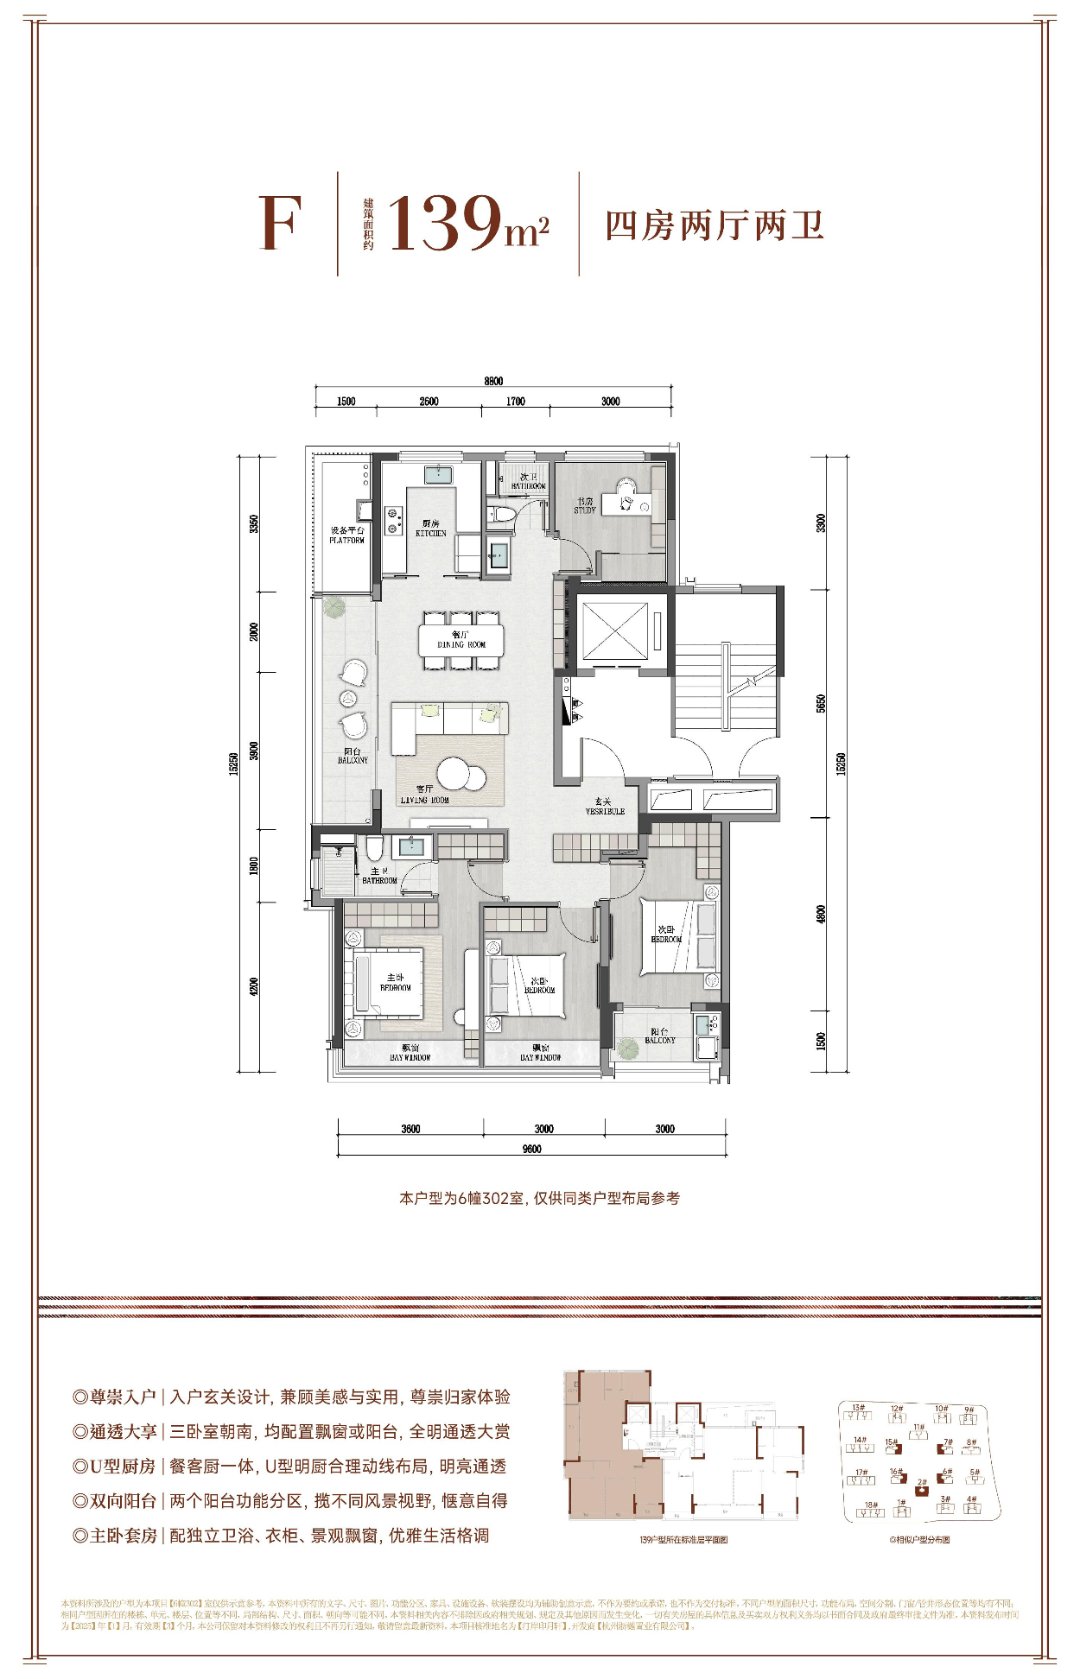 F
建筑面积约
139m²
四房两厅两卫
8800
1500 2600 1700 3000
15250
3350
2000
3900
1800
4200
3300
5650
4800
1500
15250
设备平台
PLATFORM
厨房
KITCHEN
次卫
BATHROOM
书房
STUDY
餐厅
DINING ROOM
阳台
BALCONY
客厅
LIVING ROOM
玄关
VESRIBULE
主卫
BATHROOM
主卧
BEDROOM
次卧
BEDROOM
次卧
BEDROOM
飘窗
BAY WINDOW
飘窗
BAY WINDOW
阳台
BALCONY
3600 3000 3000
9600
本户型为6幢302室, 仅供同类户型布局参考
◎尊崇入户 | 入户玄关设计, 兼顾美感与实用, 尊崇归家体验
◎通透大享 | 三卧室朝南, 均配置飘窗或阳台, 全明通透大赏
◎U型厨房 | 餐客厨一体, U型明厨合理动线布局, 明亮通透
◎双向阳台 | 两个阳台功能分区, 揽不同风景视野, 惬意自得
◎主卧套房 | 配独立卫浴、衣柜、景观飘窗, 优雅生活格调
139户型所在标准层平面图
13# 12# 10# 9#
11#
14# 15# 7# 8#
17# 16# 6# 5#
2#
18# 1# 3# 4#
◎相似户型分布图